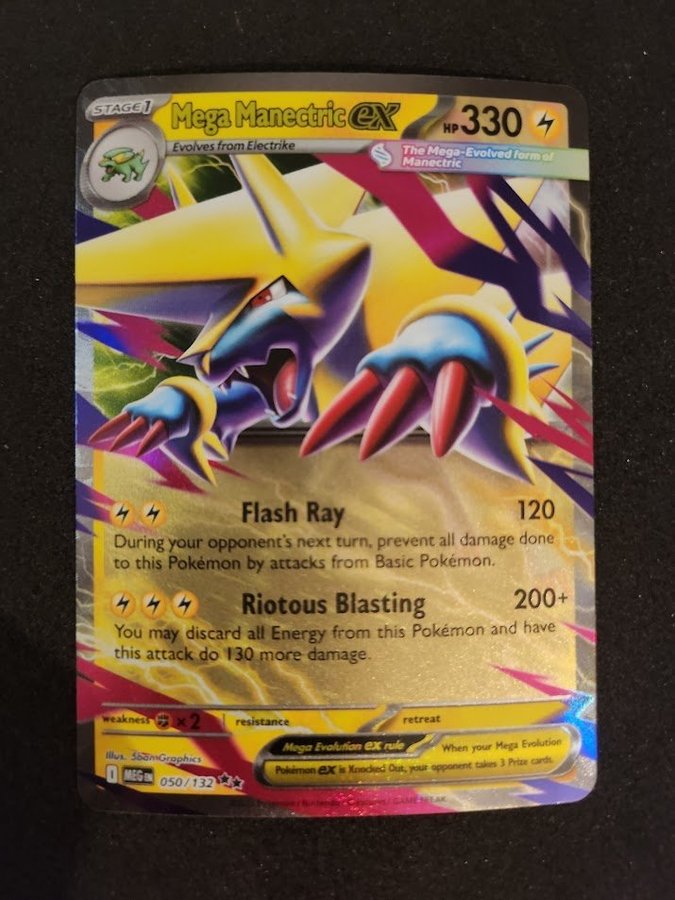 STAGE 1
Mega Manectric ex
HP 330
Evolves from Electrike
The Mega-Evolved form of
Manectric
Flash Ray 120
During your opponent's next turn, prevent all damage done
to this Pokémon by attacks from Basic Pokémon.
Riotous Blasting 200+
You may discard all Energy from this Pokémon and have
this attack do 130 more damage.
weakness ×2 resistance retreat
Mega Evolution ex rule When your Mega Evolution
Pokémon ex is Knocked Out, your opponent takes 3 Prize cards.
Illus. 5banGraphics
MEG EN 050/132